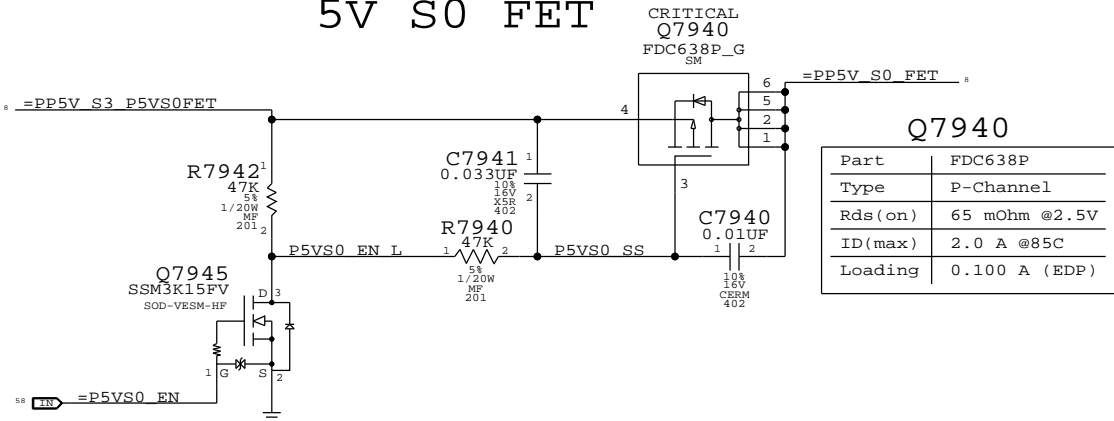 5V S0 FET
CRITICAL
Q7940
FDC638P_G
SM
8 =PP5V_S3_P5VS0FET
4
6
5
2
1
3
=PP5V_S0_FET 8
R7942
1
47K
5%
1/20W
MF
201
2
C7941
0.033UF
10%
16V
X5R
402
1
2
P5VS0_EN_L
R7940
1 47K 2
5%
1/20W
MF
201
P5VS0_SS
C7940
0.01UF
1 2
10%
16V
CERM
402
Q7945
SSM3K15FV
SOD-VESM-HF
D 3
1 G S 2
58 IN =P5VS0_EN
Q7940
Part FDC638P
Type P-Channel
Rds(on) 65 mOhm @2.5V
ID(max) 2.0 A @85C
Loading 0.100 A (EDP)